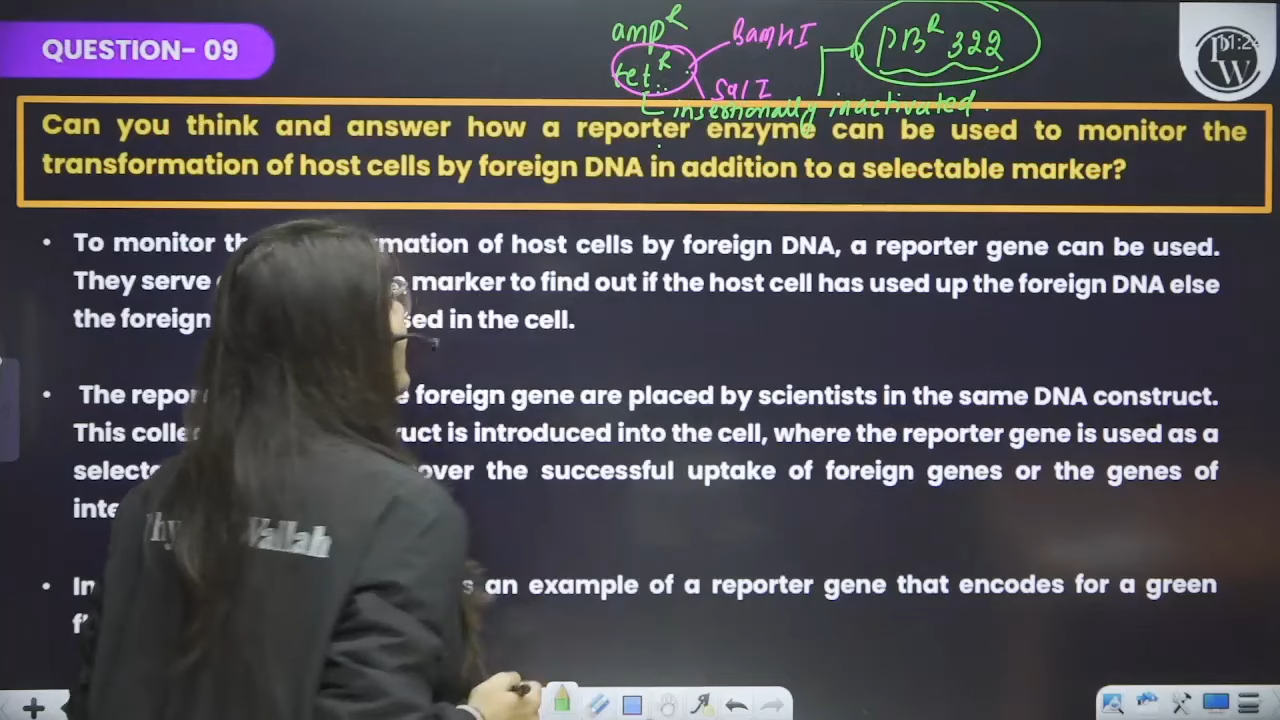 QUESTION- 09
amp^R BamHI
tet^R SalI
pBR 322
insertionally inactivated.
Can you think and answer how a reporter enzyme can be used to monitor the
transformation of host cells by foreign DNA in addition to a selectable marker?
• To monitor mation of host cells by foreign DNA, a reporter gene can be used.
They serve marker to find out if the host cell has used up the foreign DNA else
the foreign sed in the cell.
• The repor foreign gene are placed by scientists in the same DNA construct.
This colle uct is introduced into the cell, where the reporter gene is used as a
selecta over the successful uptake of foreign genes or the genes of
inte
• In s an example of a reporter gene that encodes for a green
Wallah